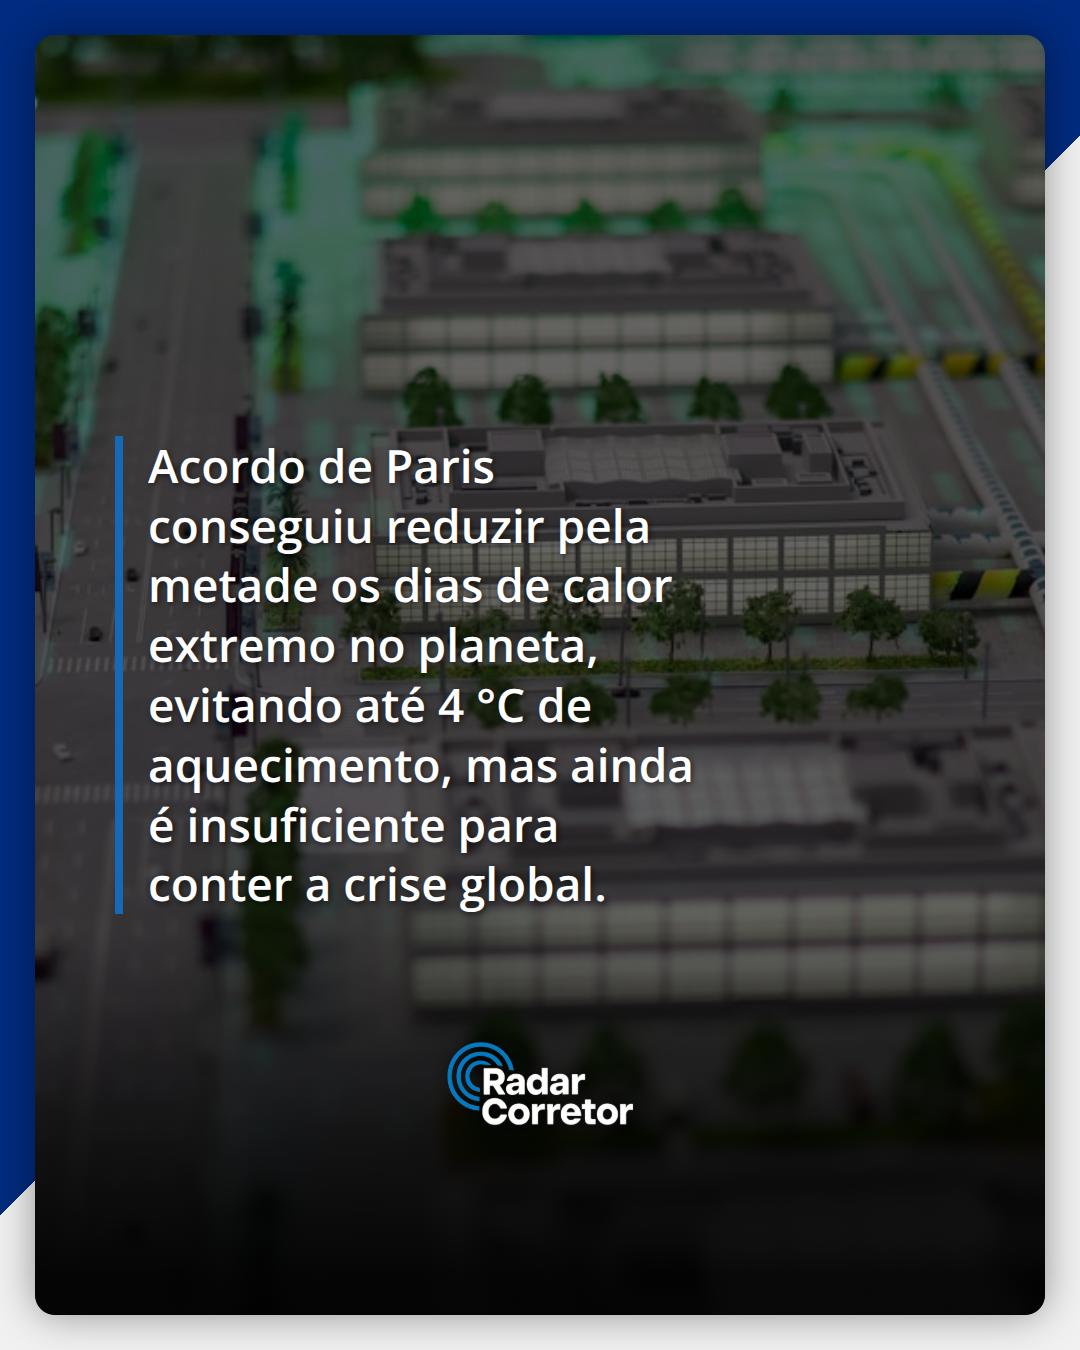 Acordo de Paris
conseguiu reduzir pela
metade os dias de calor
extremo no planeta,
evitando até 4 °C de
aquecimento, mas ainda
é insuficiente para
conter a crise global.
Radar
Corretor